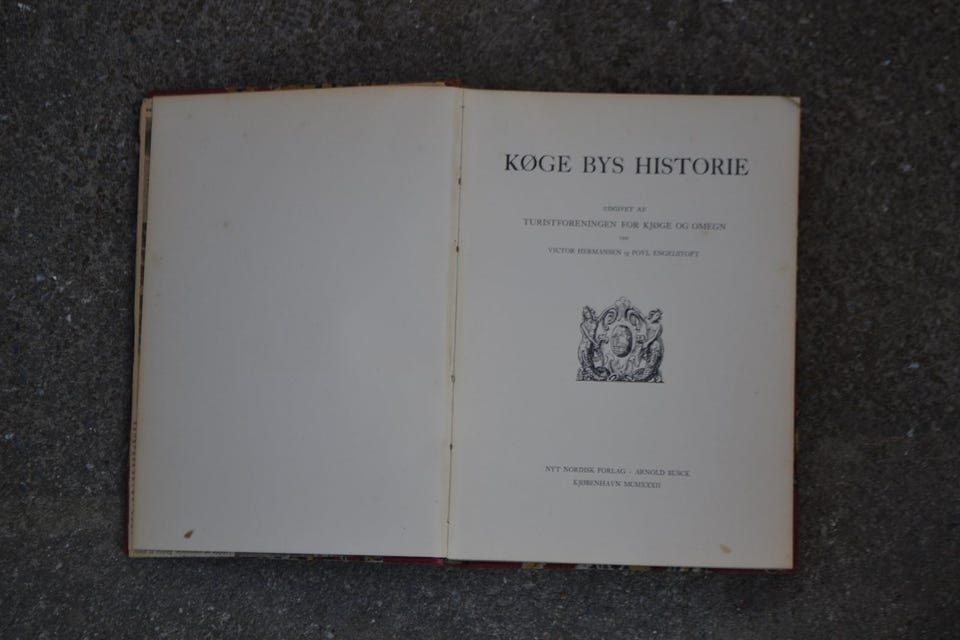 KØGE BYS HISTORIE
UDGIVET AF
TURISTFORENINGEN FOR KJØGE OG OMEGN
VED
VICTOR HERMANSEN og POVL ENGELSTOFT
NYT NORDISK FORLAG - ARNOLD BUSCK
KJØBENHAVN MCMXXXII